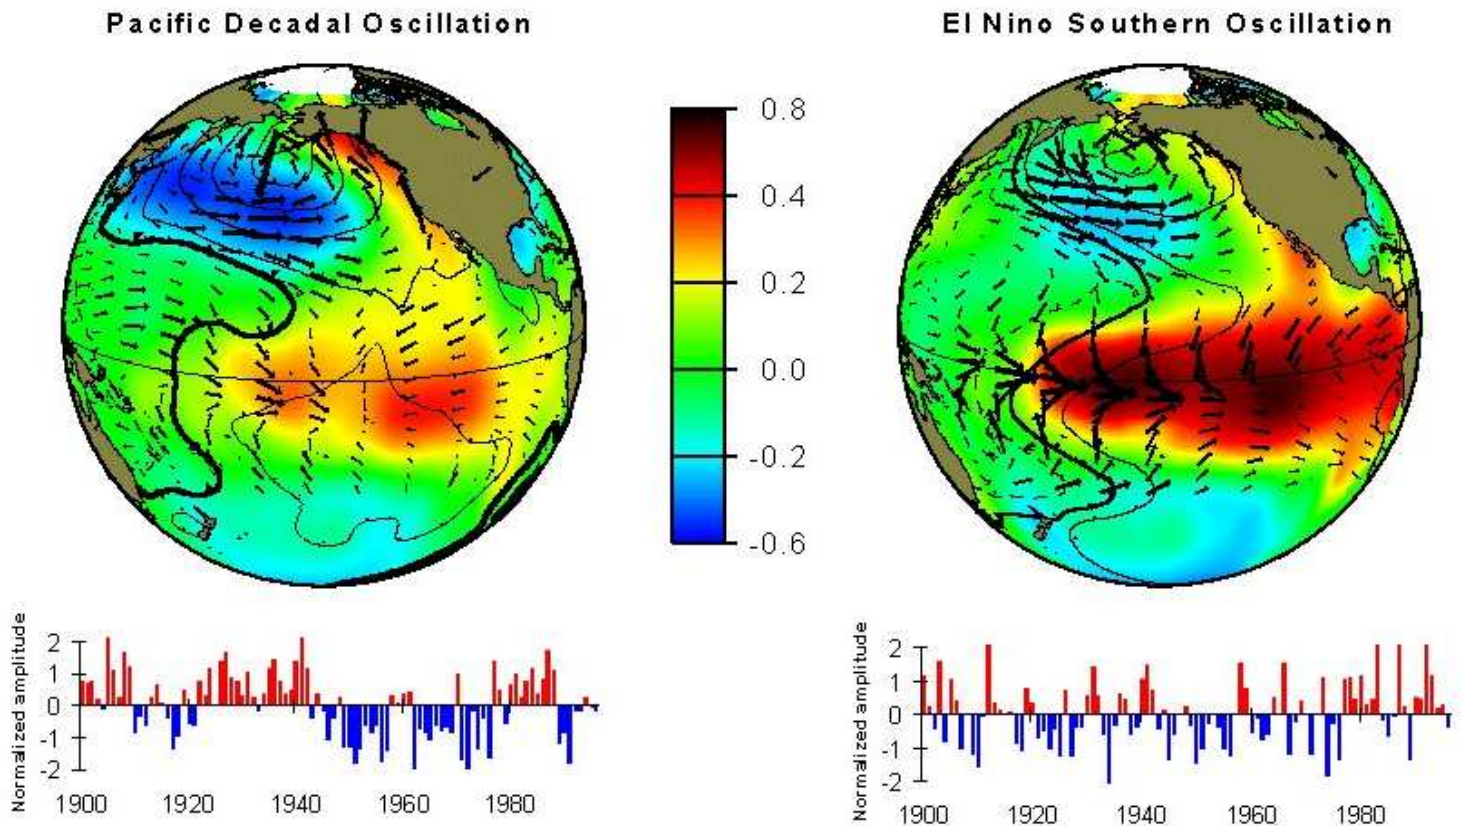 Pacific Decadal Oscillation
El Nino Southern Oscillation
0.8
0.4
0.2
0.0
-0.2
-0.6
Normalized amplitude
2
1
0
-1
-2
1900 1920 1940 1960 1980
Normalized amplitude
2
1
0
-1
-2
1900 1920 1940 1960 1980